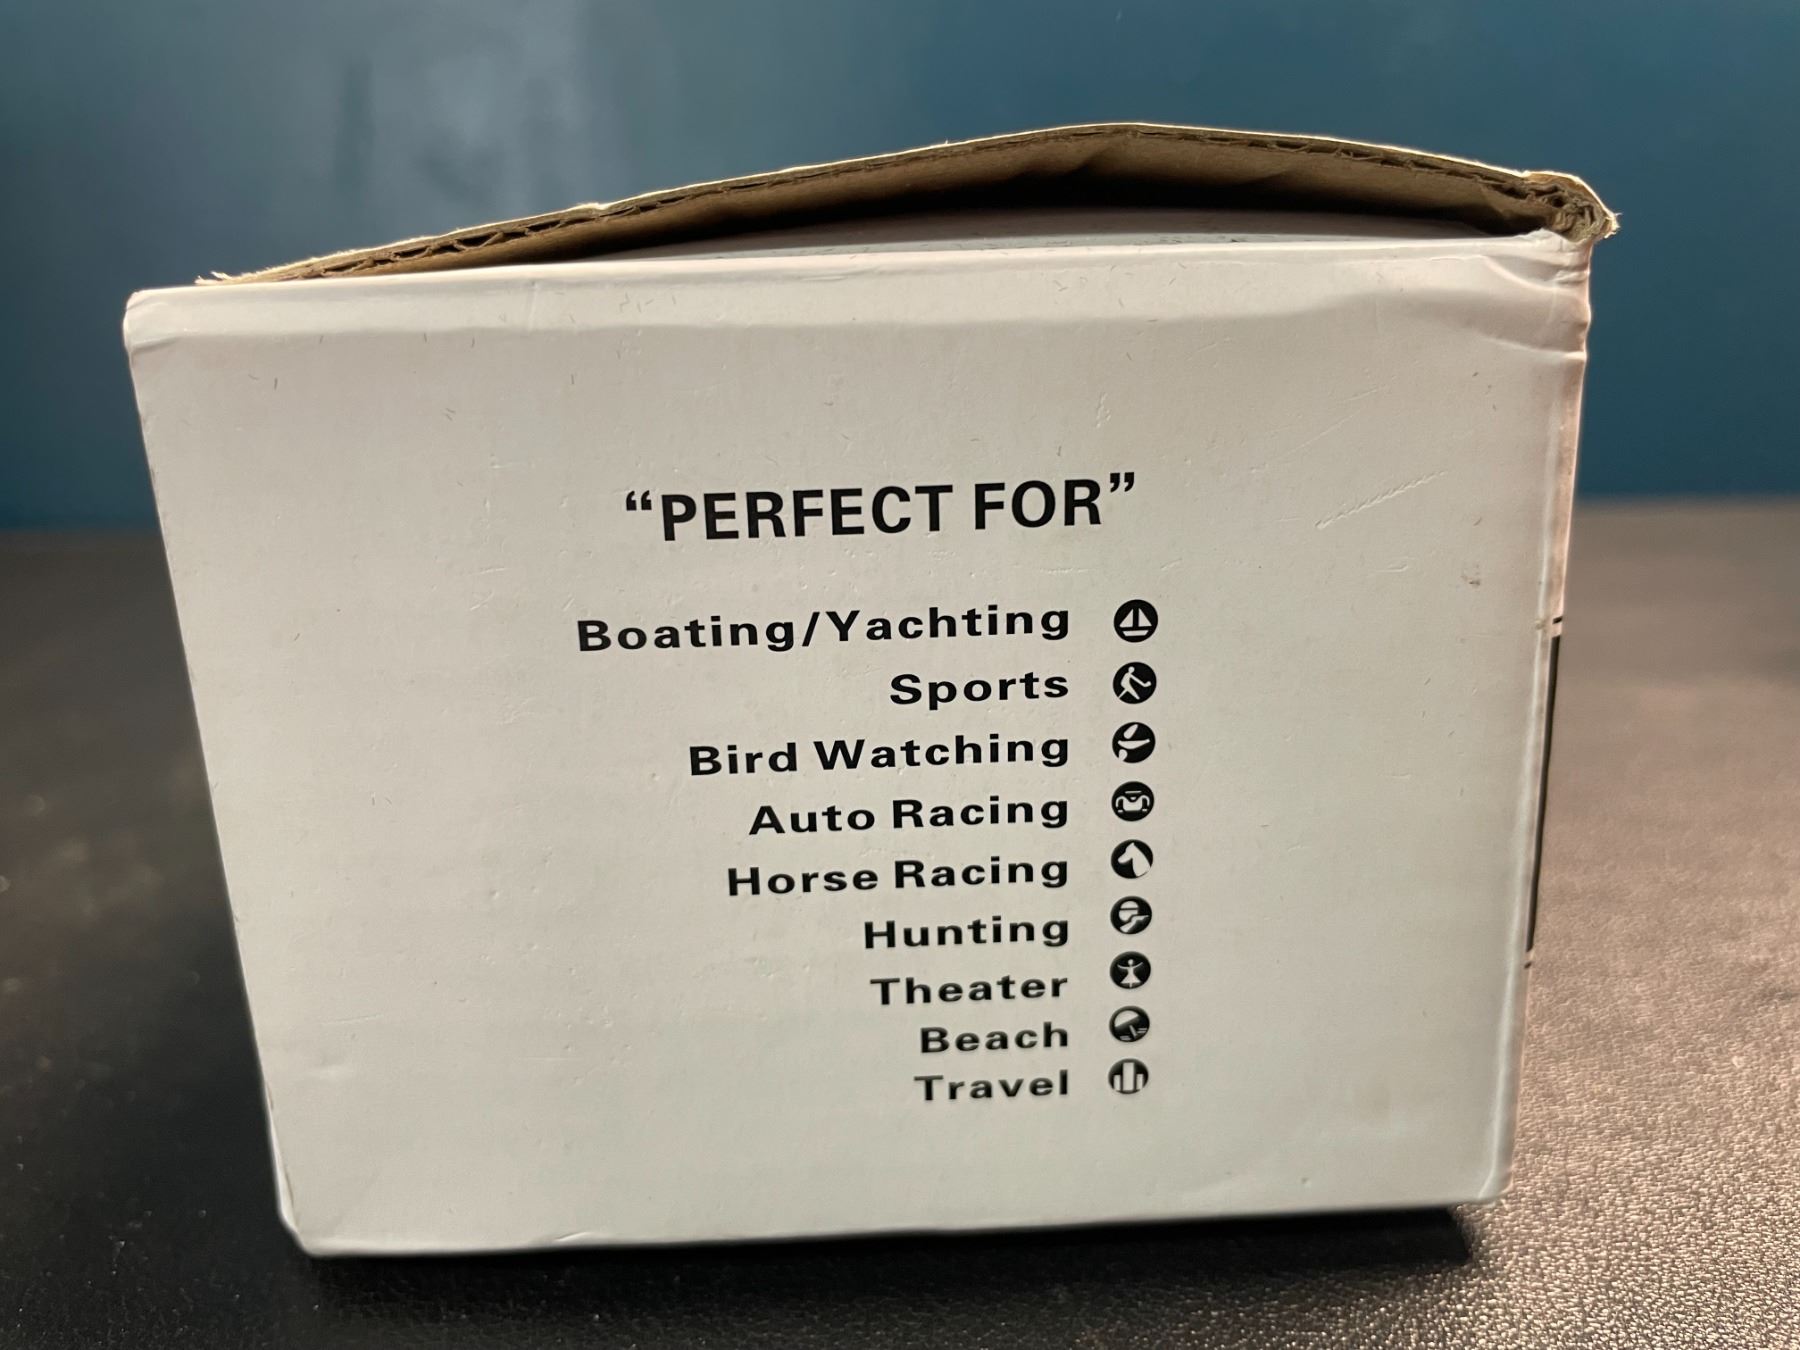 “PERFECT FOR”
Boating/Yachting
Sports
Bird Watching
Auto Racing
Horse Racing
Hunting
Theater
Beach
Travel